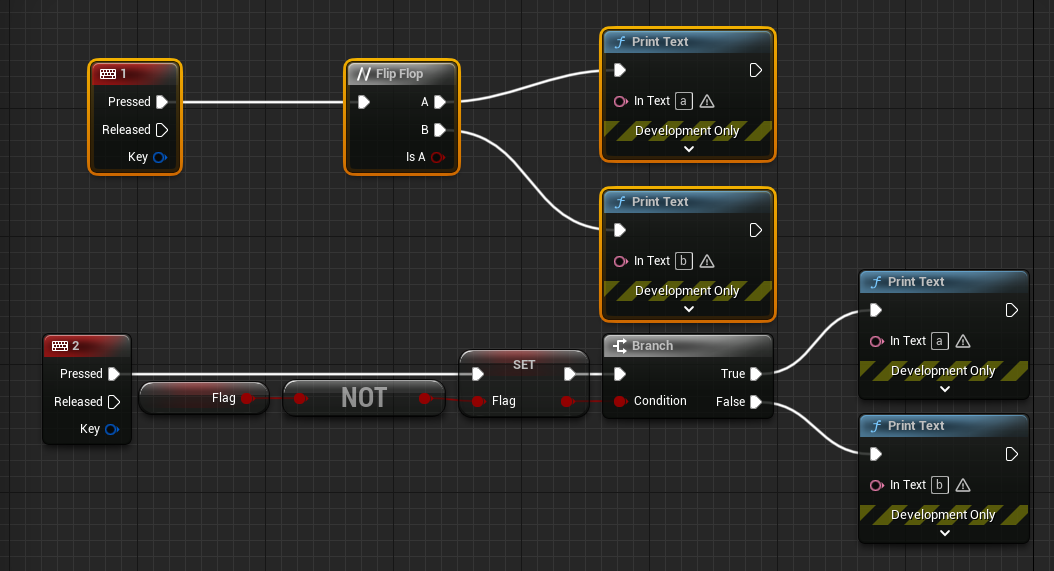 1
Pressed
Released
Key
Flip Flop
A
B
Is A
Print Text
In Text a
Development Only
Print Text
In Text b
Development Only
2
Pressed
Released
Key
Flag
NOT
SET
Flag
Branch
Condition
True
False
Print Text
In Text a
Development Only
Print Text
In Text b
Development Only